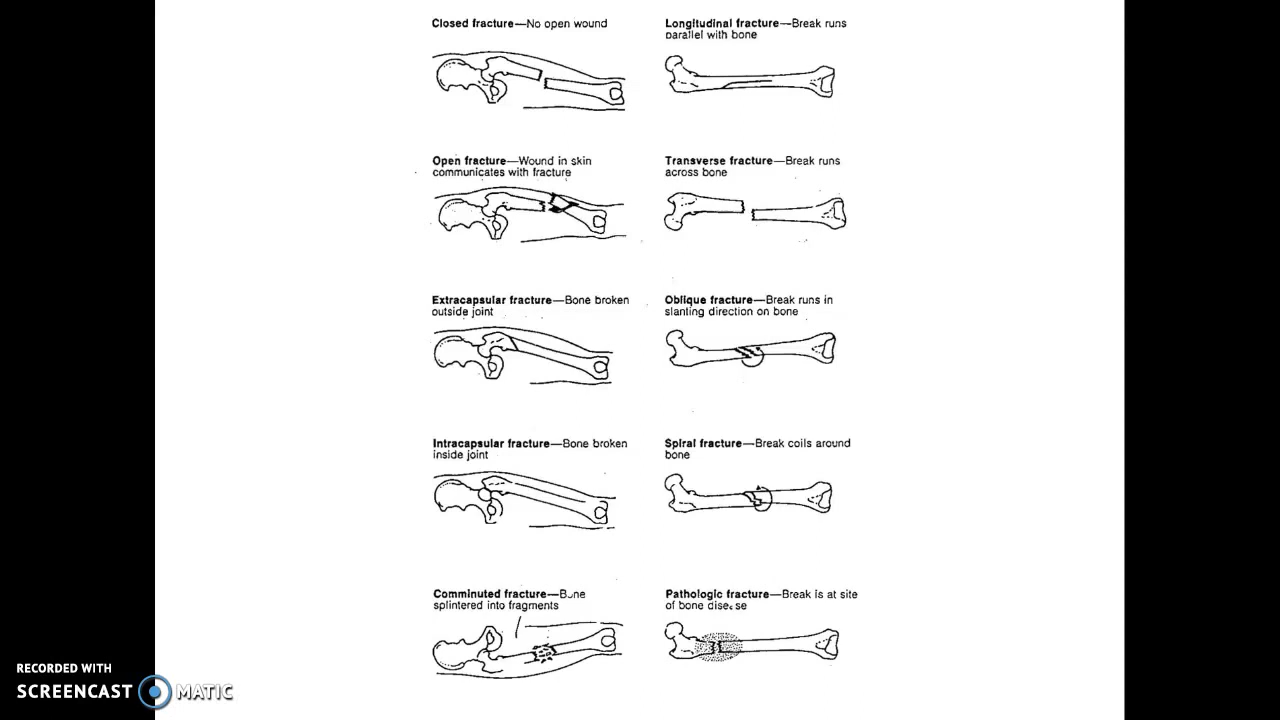 Closed fracture—No open wound
Open fracture—Wound in skin
communicates with fracture
Extracapsular fracture—Bone broken
outside joint
Intracapsular fracture—Bone broken
inside joint
Comminuted fracture—Bone
splintered into fragments
Longitudinal fracture—Break runs
parallel with bone
Transverse fracture—Break runs
across bone
Oblique fracture—Break runs in
slanting direction on bone
Spiral fracture—Break coils around
bone
Pathologic fracture—Break is at site
of bone disease
RECORDED WITH
SCREENCAST MATIC